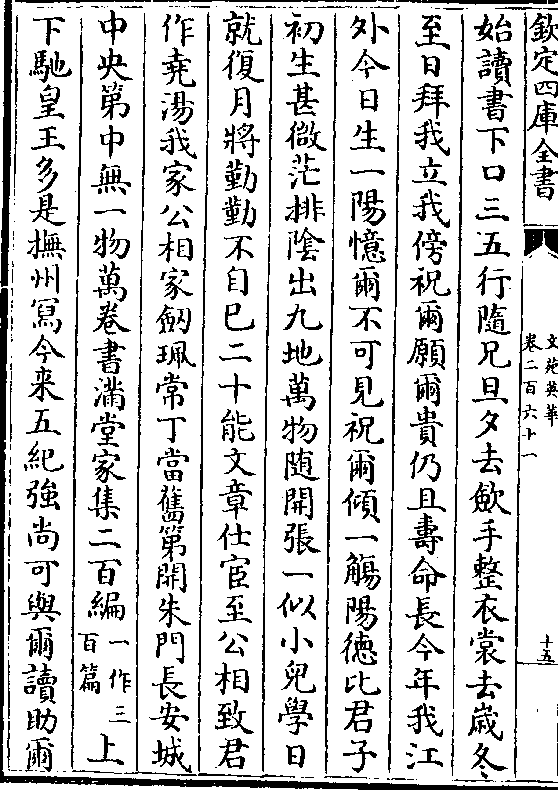 欽定四庫全書
文苑英華
卷二百六十一
十五
始讀書下口三五行隨兄旦夕去斂手整衣裳去歲冬
至日拜我立我傍祝爾願爾貴仍且壽命長今年我江
外今日生一陽憶爾不可見祝爾傾一觴陽德比君子
初生甚微茫排陰出九地萬物随開張一似小兒學日
就復月將勤勤不自已二十能文章仕宦至公相致君
作堯湯我家公相家劒珮常丁當舊第開朱門長安城
中央第中無一物萬卷書滿堂家集二百編一作三百篇上
下馳皇王多是撫州寫今来五紀強尚可與爾讀助爾